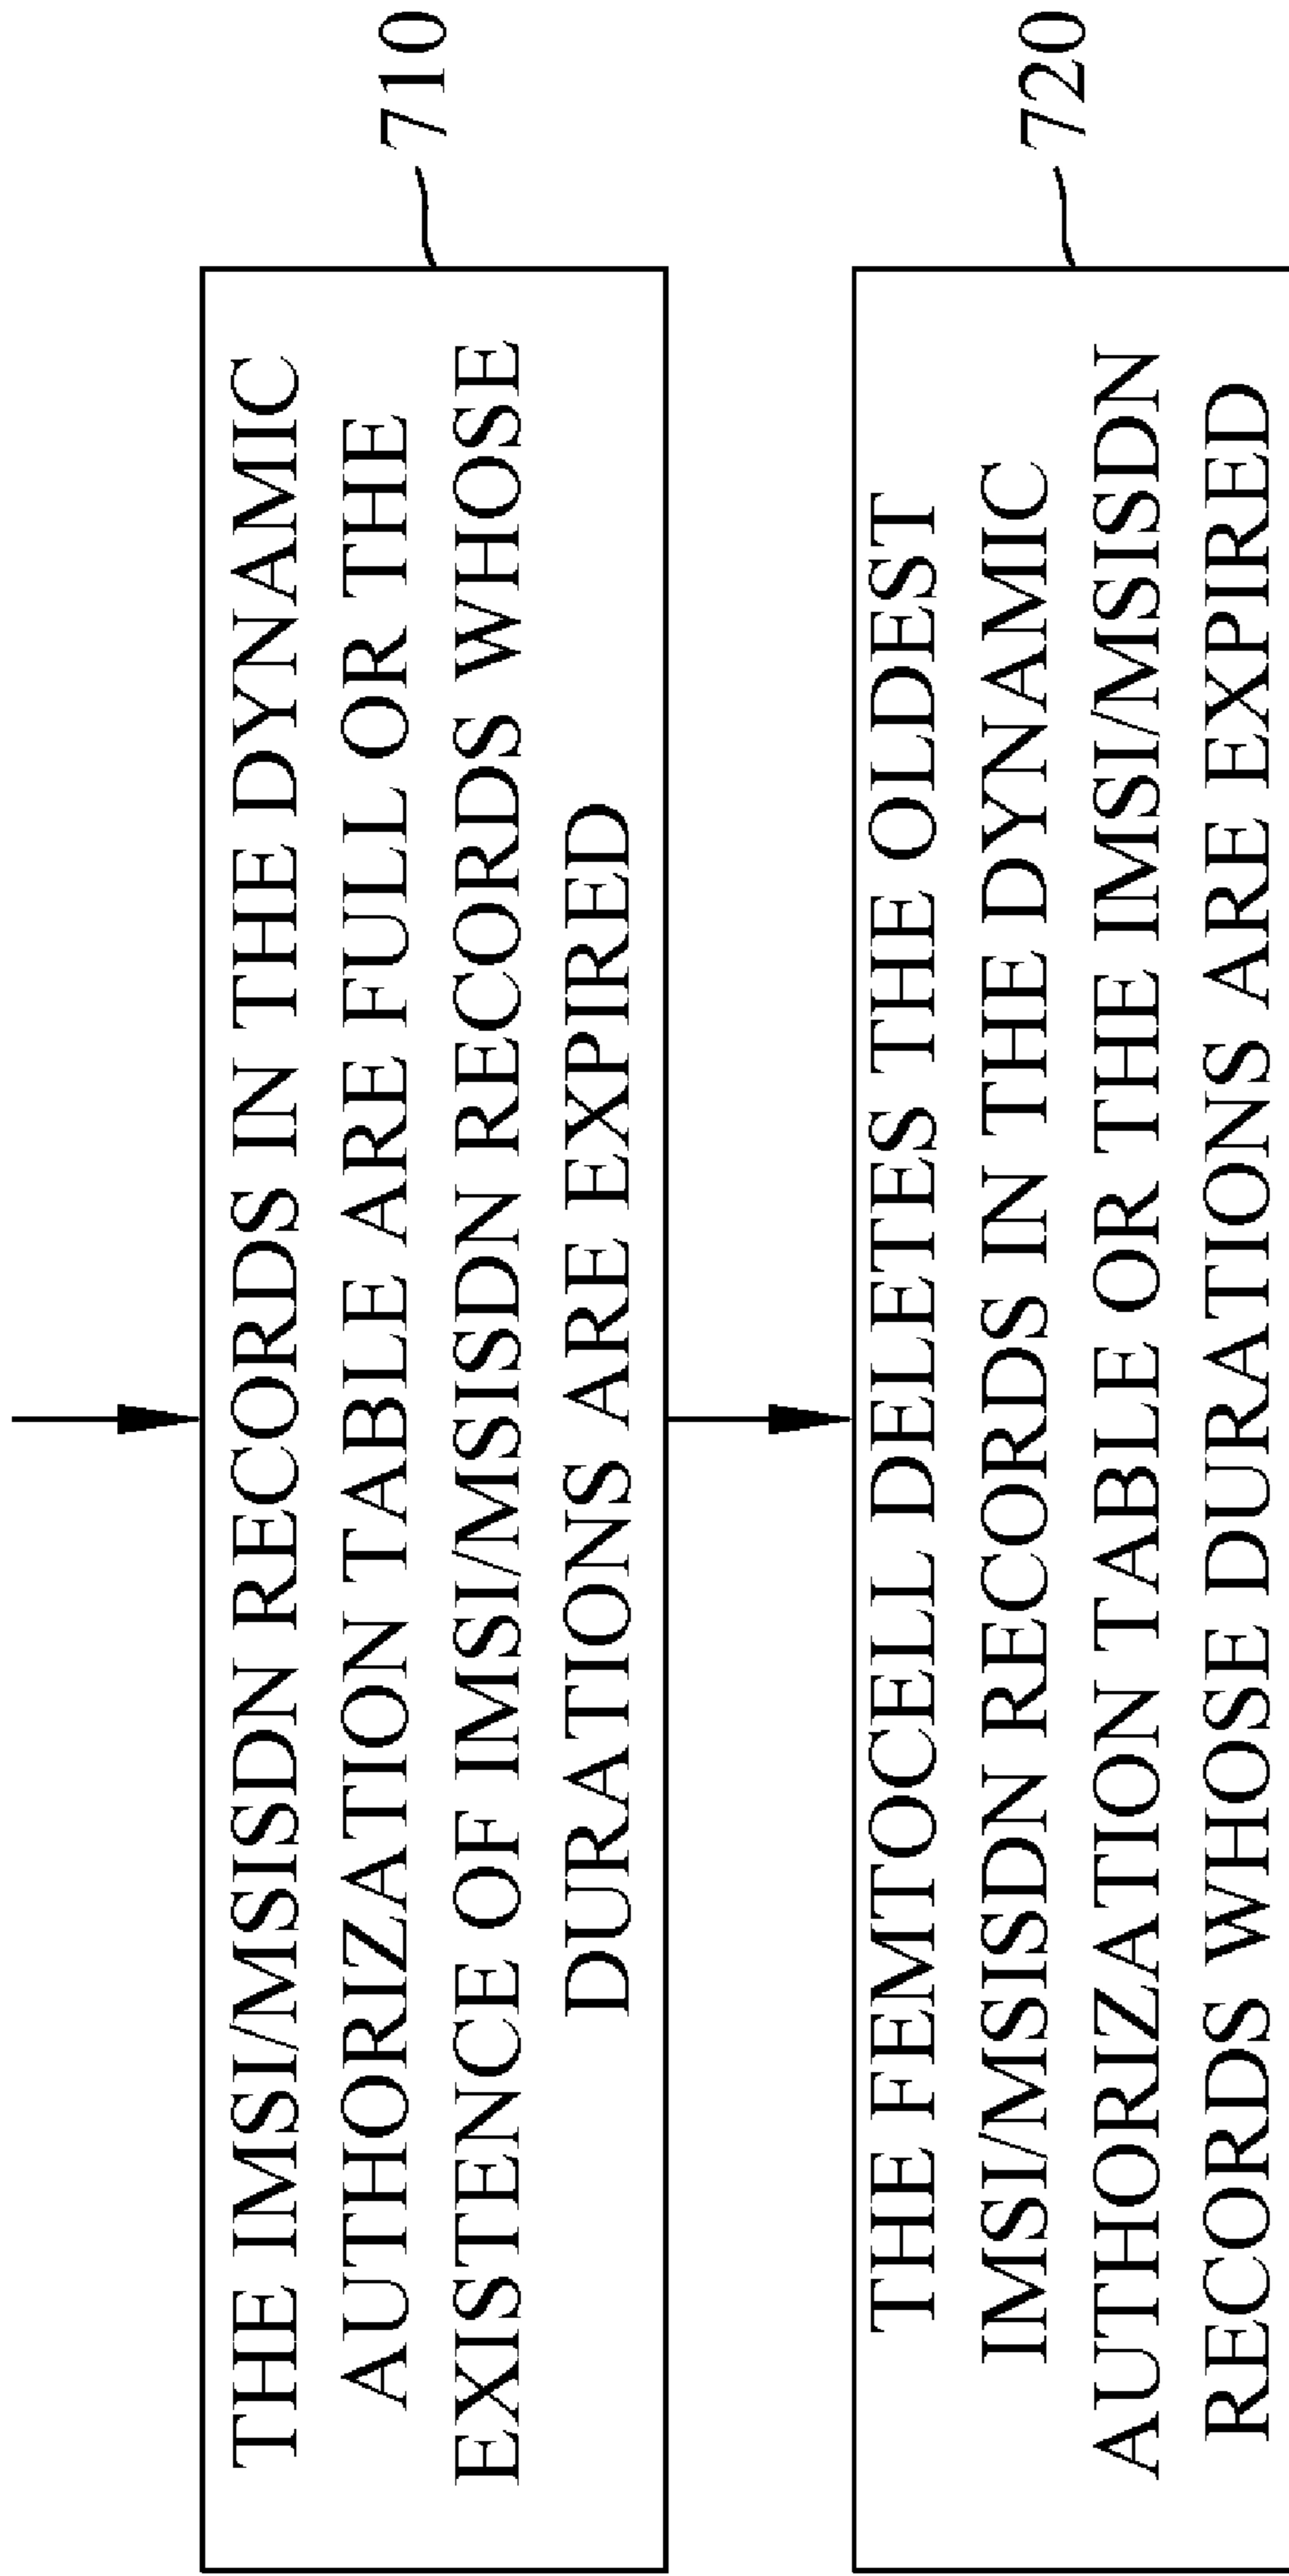 THE IMSI/MSISDN RECORDS IN THE DYNAMIC
AUTHORIZATION TABLE ARE FULL OR THE
EXISTENCE OF IMSI/MSISDN RECORDS WHOSE
DURATIONS ARE EXPIRED
710
THE FEMTOCELL DELETES THE OLDEST
IMSI/MSISDN RECORDS IN THE DYNAMIC
AUTHORIZATION TABLE OR THE IMSI/MSISDN
RECORDS WHOSE DURATIONS ARE EXPIRED
720